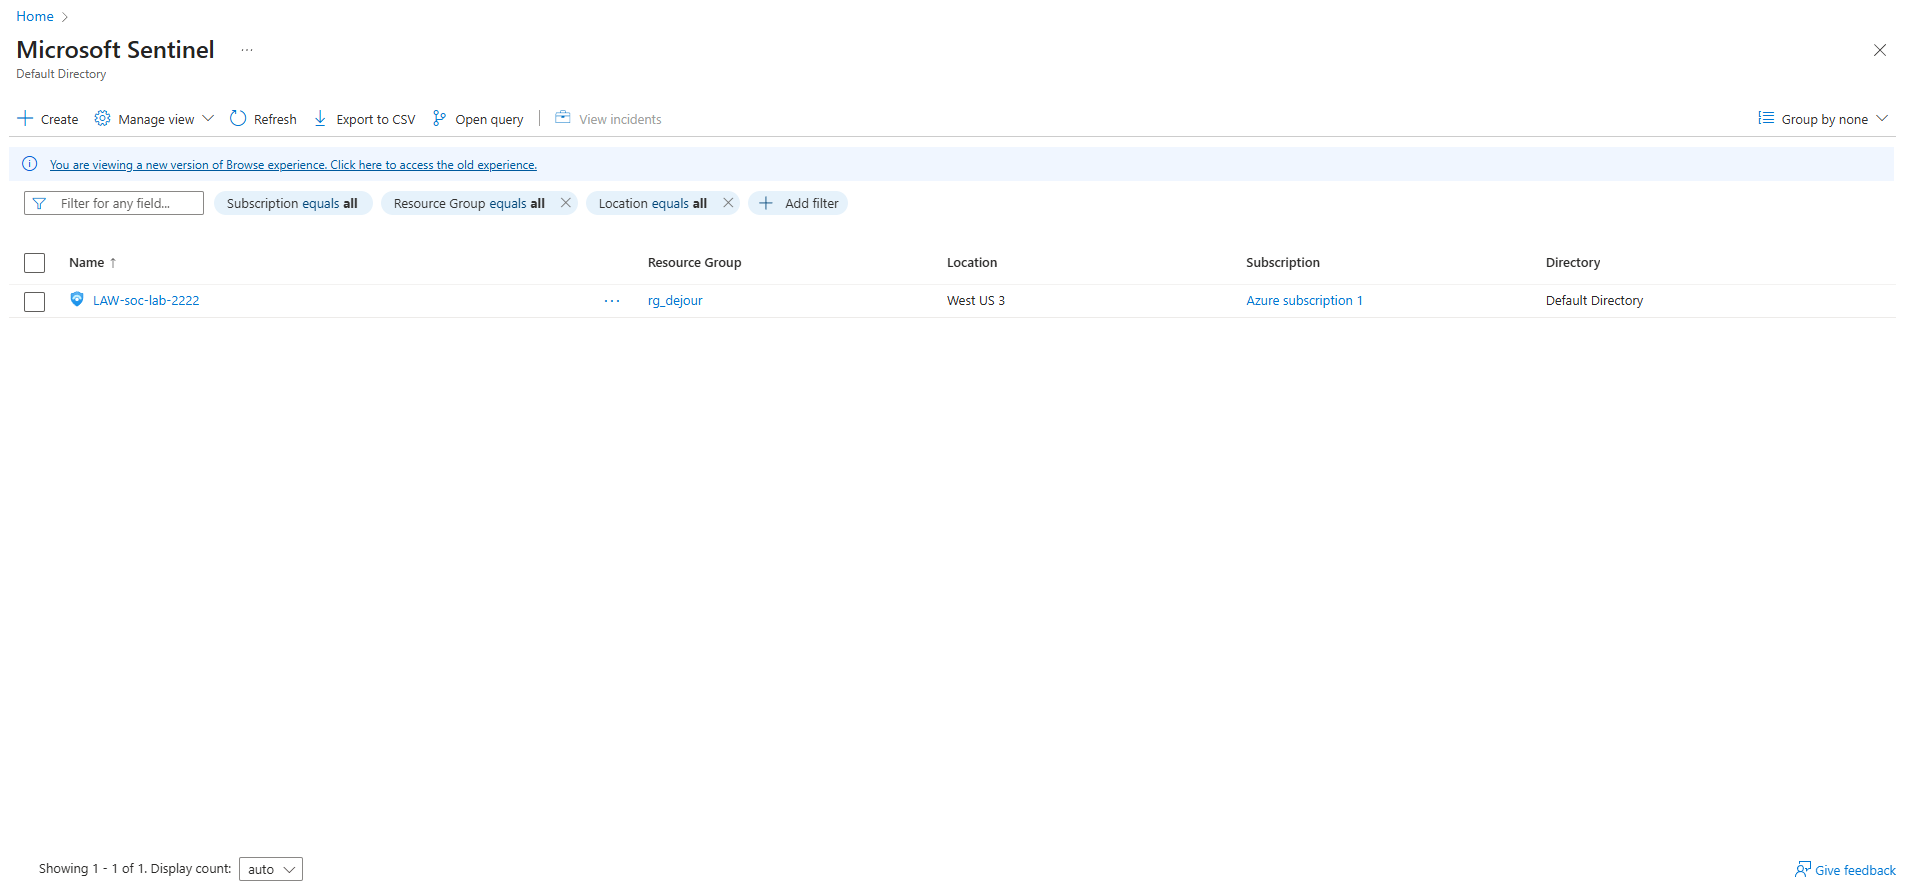 Home
Microsoft Sentinel ...
Default Directory
Create Manage view Refresh Export to CSV Open query View incidents Group by none
You are viewing a new version of Browse experience. Click here to access the old experience.
Filter for any field... Subscription equals all Resource Group equals all Location equals all Add filter
Name ↑ Resource Group Location Subscription Directory
LAW-soc-lab-2222 ... rg_dejour West US 3 Azure subscription 1 Default Directory
Showing 1 - 1 of 1. Display count: auto Give feedback